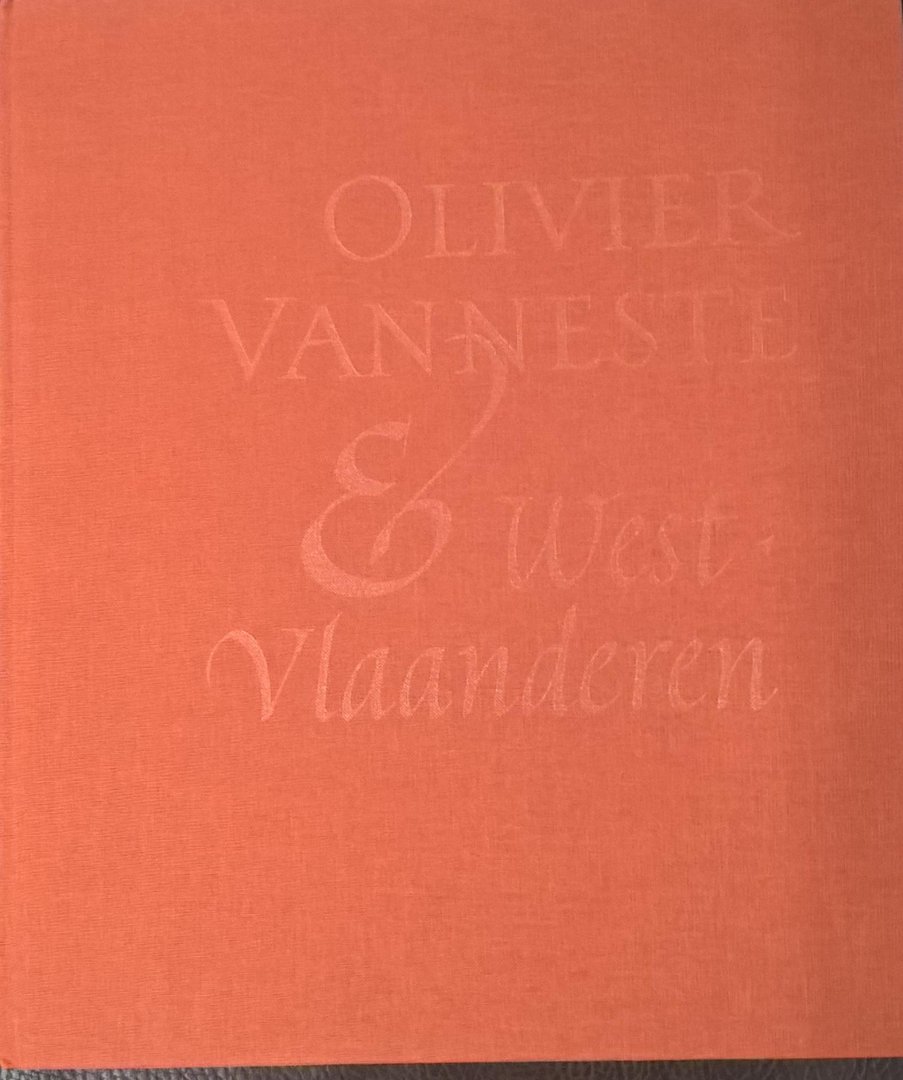 OLIVIER
VANNESTE
& West-
Vlaanderen